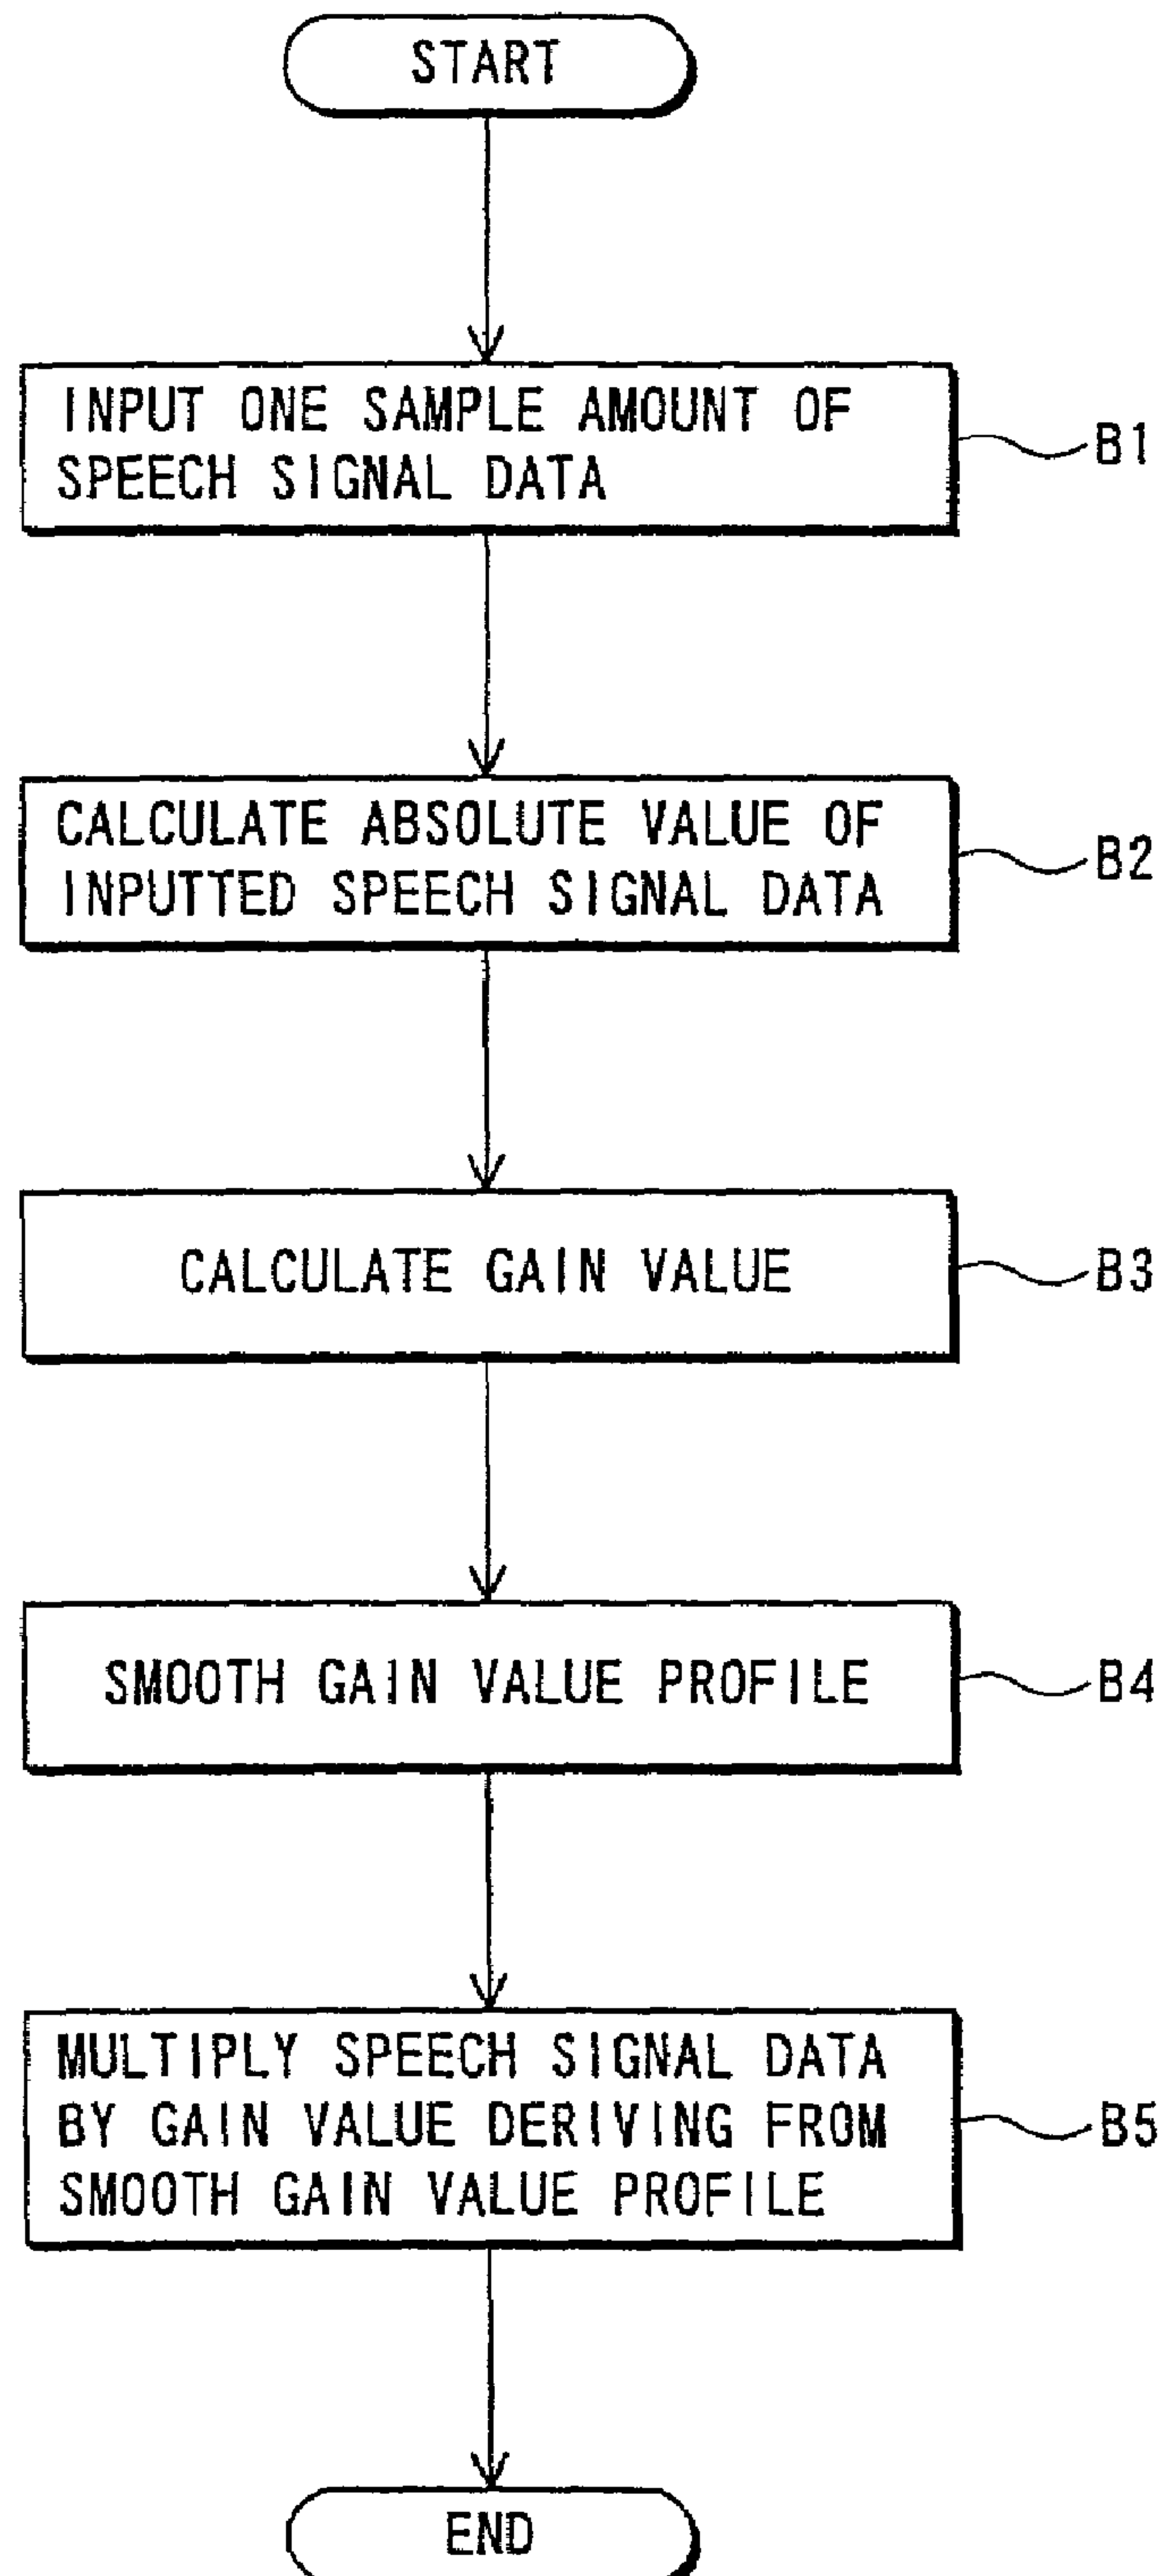 START
INPUT ONE SAMPLE AMOUNT OF
SPEECH SIGNAL DATA
B1
CALCULATE ABSOLUTE VALUE OF
INPUTTED SPEECH SIGNAL DATA
B2
CALCULATE GAIN VALUE
B3
SMOOTH GAIN VALUE PROFILE
B4
MULTIPLY SPEECH SIGNAL DATA
BY GAIN VALUE DERIVING FROM
SMOOTH GAIN VALUE PROFILE
B5
END